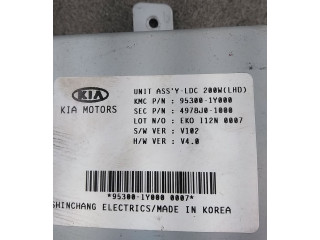 KIA
KIA MOTORS
UNIT ASS'Y-LDC 200W(LHD)
KMC P/N : 95300-1Y000
SEC P/N : 4978J0-1000
LOT N/O : EKO I12N 0007
S/W VER : V102
H/W VER : V4.0
*95300-1Y000 0007*
SHINCHANG ELECTRICS/MADE IN KOREA